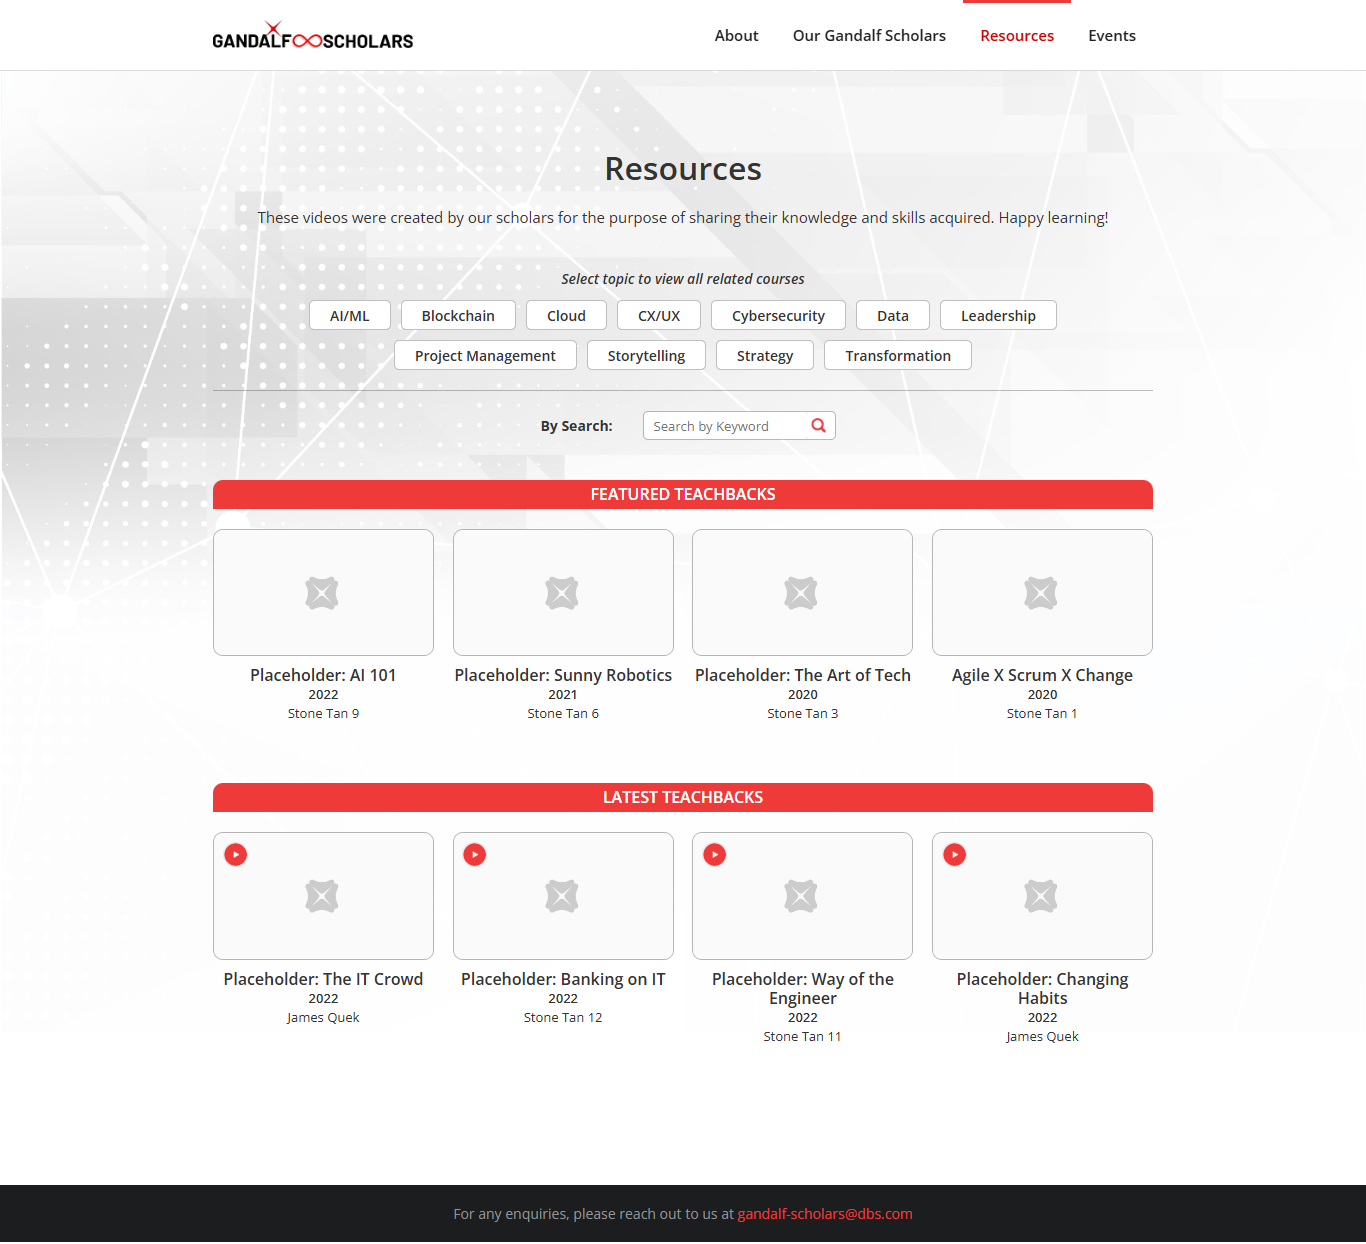 GANDALF SCHOLARS
About Our Gandalf Scholars Resources Events
Resources
These videos were created by our scholars for the purpose of sharing their knowledge and skills acquired. Happy learning!
Select topic to view all related courses
AI/ML Blockchain Cloud CX/UX Cybersecurity Data Leadership
Project Management Storytelling Strategy Transformation
By Search: Search by Keyword
FEATURED TEACHBACKS
Placeholder: AI 101
2022
Stone Tan 9
Placeholder: Sunny Robotics
2021
Stone Tan 6
Placeholder: The Art of Tech
2020
Stone Tan 3
Agile X Scrum X Change
2020
Stone Tan 1
LATEST TEACHBACKS
Placeholder: The IT Crowd
2022
James Quek
Placeholder: Banking on IT
2022
Stone Tan 12
Placeholder: Way of the
Engineer
2022
Stone Tan 11
Placeholder: Changing
Habits
2022
James Quek
For any enquiries, please reach out to us at gandalf-scholars@dbs.com